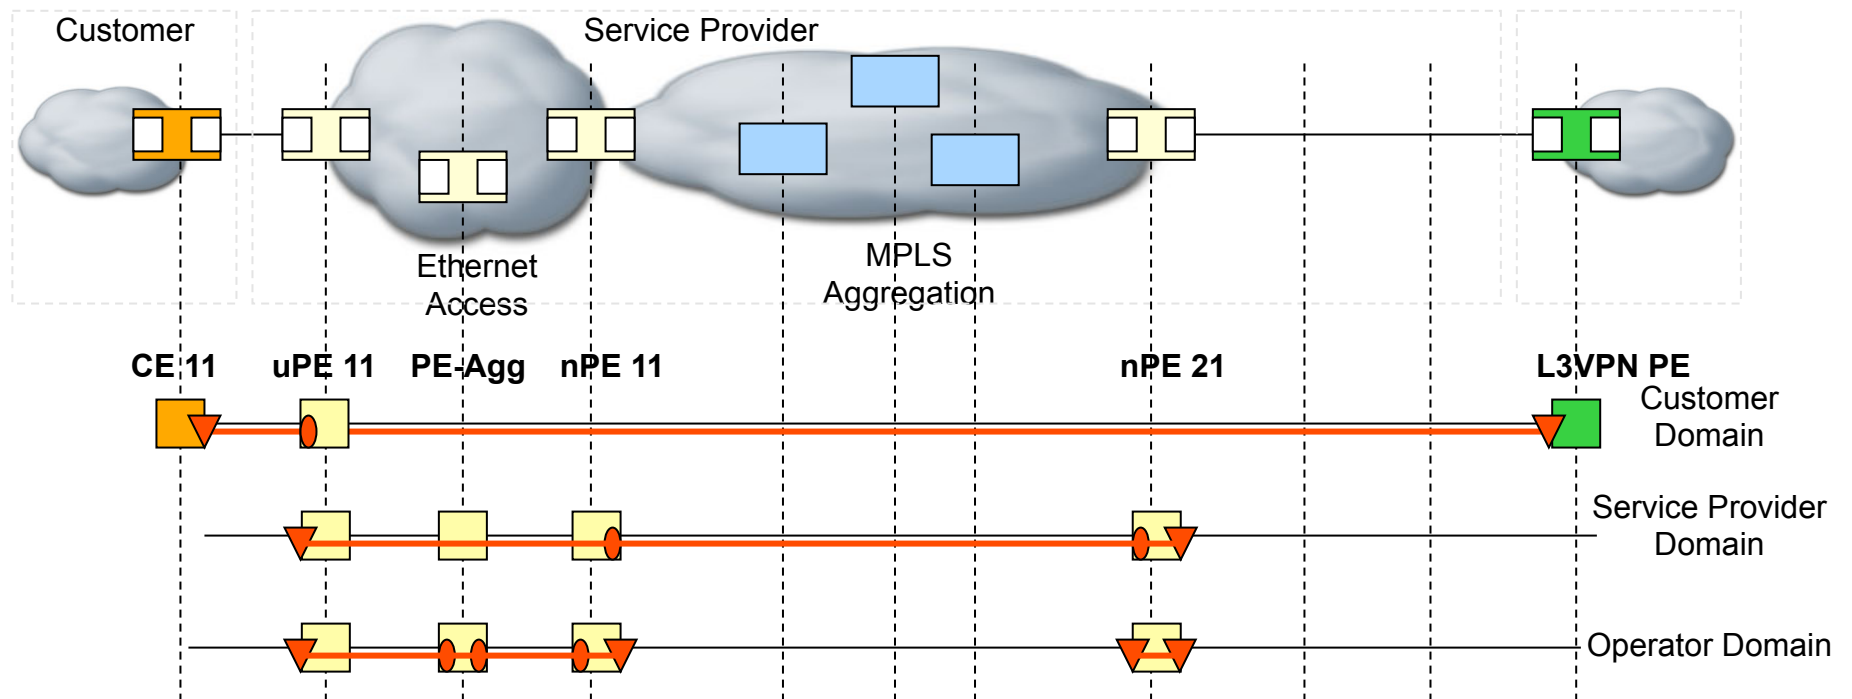 Customer
Service Provider
Ethernet
Access
MPLS
Aggregation
CE 11
uPE 11
PE-Agg
nPE 11
nPE 21
L3VPN PE
Customer
Domain
Service Provider
Domain
Operator Domain